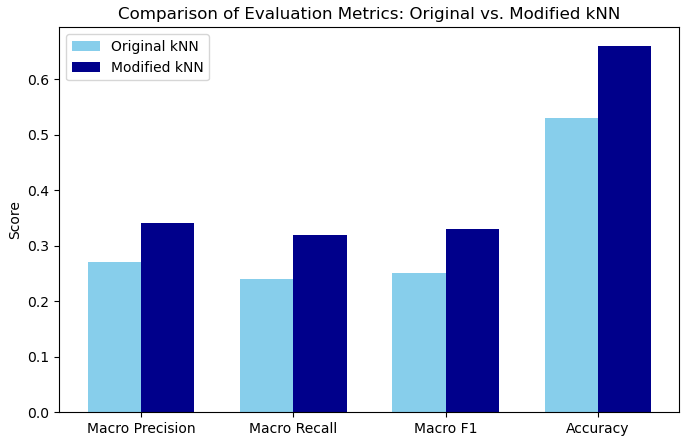 Comparison of Evaluation Metrics: Original vs. Modified kNN
Original kNN
Modified kNN
0.6
0.5
0.4
0.3
0.2
0.1
0.0
Score
Macro Precision
Macro Recall
Macro F1
Accuracy